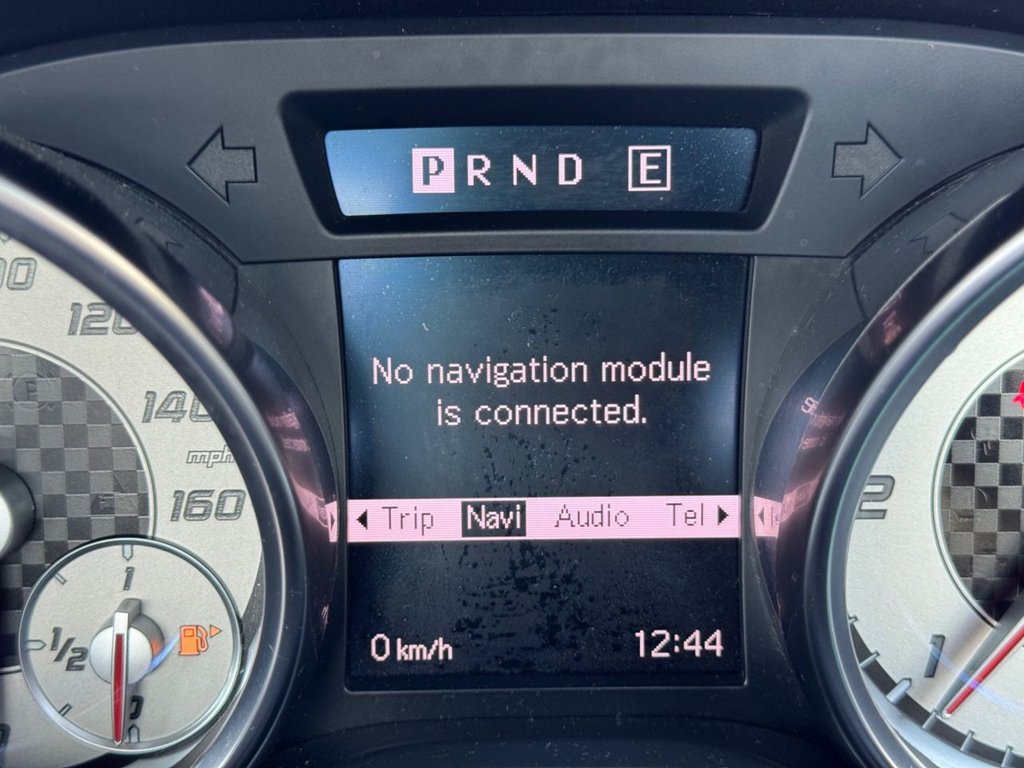 P R N D E
120
140
mph
160
No navigation module
is connected.
Trip Navi Audio Tel
0 km/h 12:44
1
1/2
0
2
1